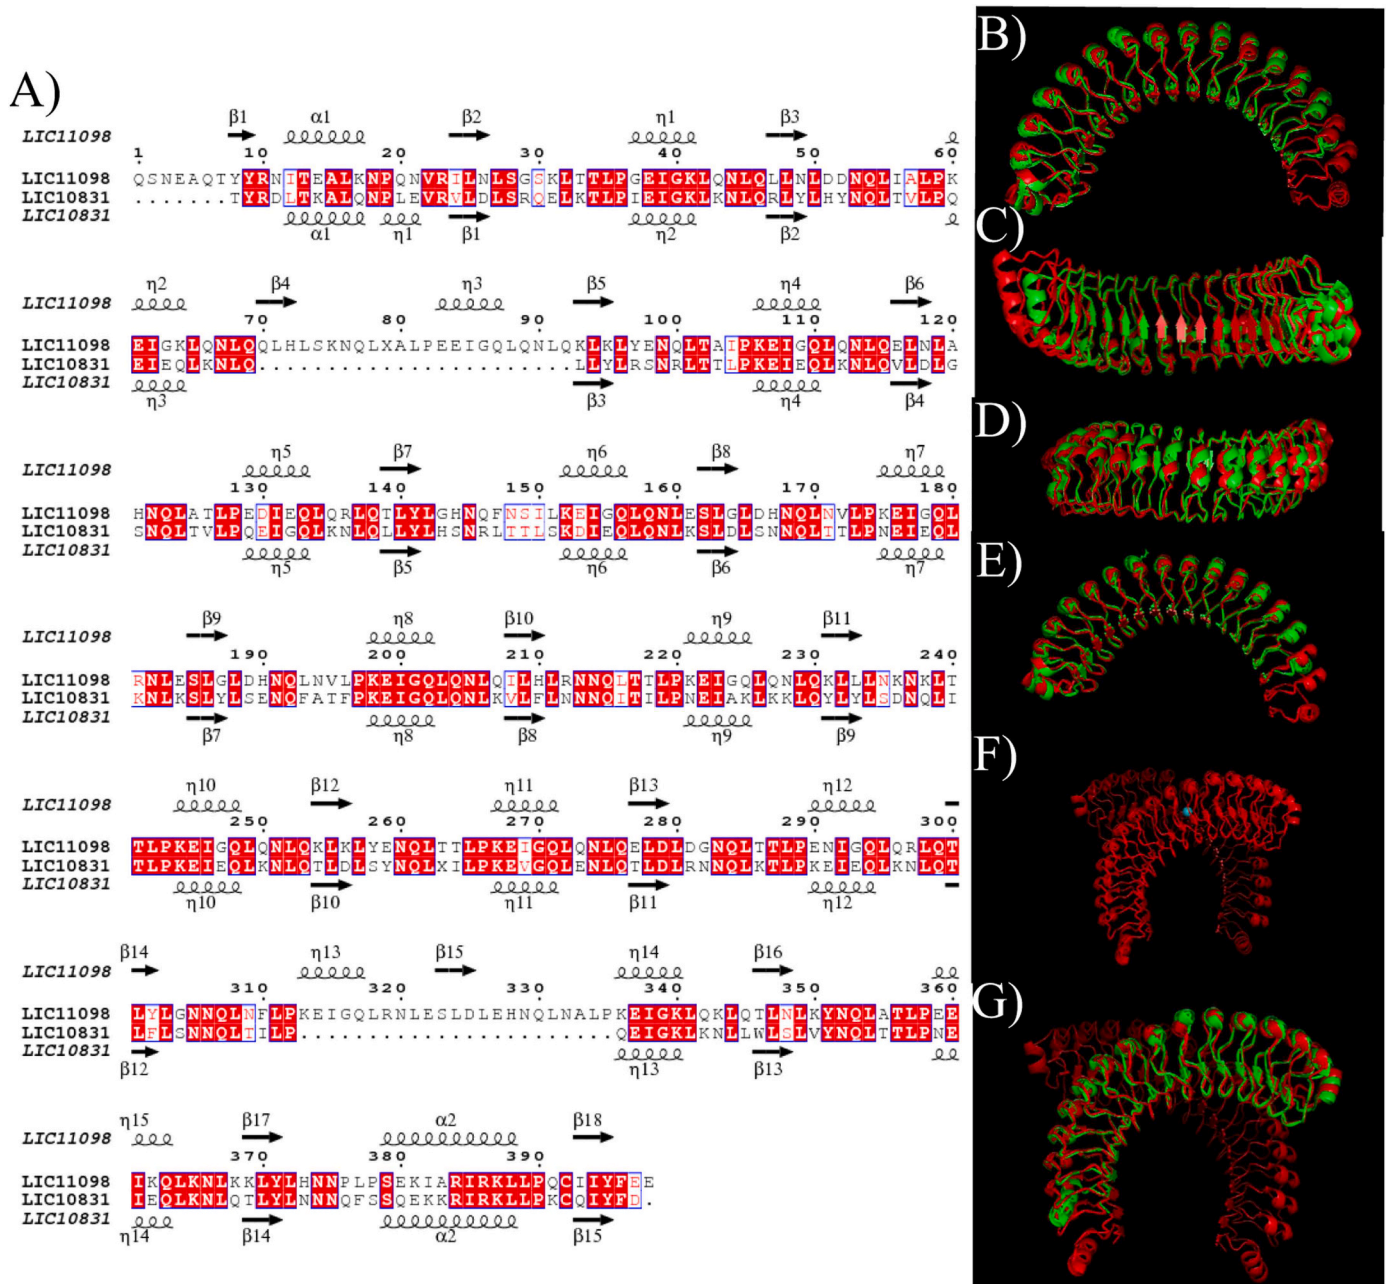 A)
β1 α1 β2 η1 β3
LIC11098
1 10 20 30 40 50 60
LIC11098 QSNEAQTYYRNITEALKNPQNVRILNLSGSKLTTLPGEIGKLQNLQLLNLDDNQLIALPK
LIC10831 .......TYRDLTKALQNPLEVRVLDLSRQELKTLPIEIGKLKNLQRLYLHYNQLTVLPQ
LIC10831
α1 η1 β1 η2 β2
η2 β4 η3 β5 η4 β6
LIC11098
70 80 90 100 110 120
LIC11098 EIGKLQNLQQLHLSKNQLXALPEEIGQLQNLQKLKLYENQLTAIPKEIGQLQNLQELNLA
LIC10831 EIEQLKNLQ.......................LLYLRSNRLTTLPKEIEQLKNLQVLDLG
LIC10831
η3 β3 η4 β4
η5 β7 η6 β8 η7
LIC11098
130 140 150 160 170 180
LIC11098 HNQLATLPEDIEQLQRLQTLYLGHNQFNSILKEIGQLQNLESLGLDHNQLNVLPKEIGQL
LIC10831 SNQLTVLPQEIGQLKNLQLLYLHSNRLTTLSKDIEQLQNLKSLDLSNNQLTTLPNEIEQL
LIC10831
η5 β5 η6 β6 η7
β9 η8 β10 η9 β11
LIC11098
190 200 210 220 230 240
LIC11098 RNLESLGLDHNQLNVLPKEIGQLQNLQILHLRNNQLTTLPKEIGQLQNLQKLLLNKNKLT
LIC10831 KNLKSLYLSENQFATFPKEIGQLQNLKVLFLNNNQITILPNEIAKLKKLQYLYLSDNQLI
LIC10831
β7 η8 β8 η9 β9
η10 β12 η11 β13 η12
LIC11098
250 260 270 280 290 300
LIC11098 TLPKEIGQLQNLQKLKLYENQLTTLPKEIGQLQNLQELDLDGNQLTTLPENIGQLQRLQT
LIC10831 TLPKEIEQLKNLQTLDLSYNQLXILPKEVGQLENLQTLDLRNNQLKTLPKEIEQLKNLQT
LIC10831
η10 β10 η11 β11 η12
β14 η13 β15 η14 β16
LIC11098
310 320 330 340 350 360
LIC11098 LYLGNNQLNFLPKEIGQLRNLESLDLEHNQLNALPKEIGKLQKLQTLNLKYNQLATLPEE
LIC10831 LFLSNNQLTILP.......................QEIGKLKNLLWLSLVYNQLTTLPNE
LIC10831
β12 η13 β13
η15 β17 α2 β18
LIC11098
370 380 390
LIC11098 IKQLKNLKKLYLHNNPLPSEKIARIRKLLPQCIIYFEE
LIC10831 IEQLKNLQTLYLNNNQFSSQEKKRIRKLLPKCQIYFD.
LIC10831
η14 β14 α2 β15
B)
C)
D)
E)
F)
G)